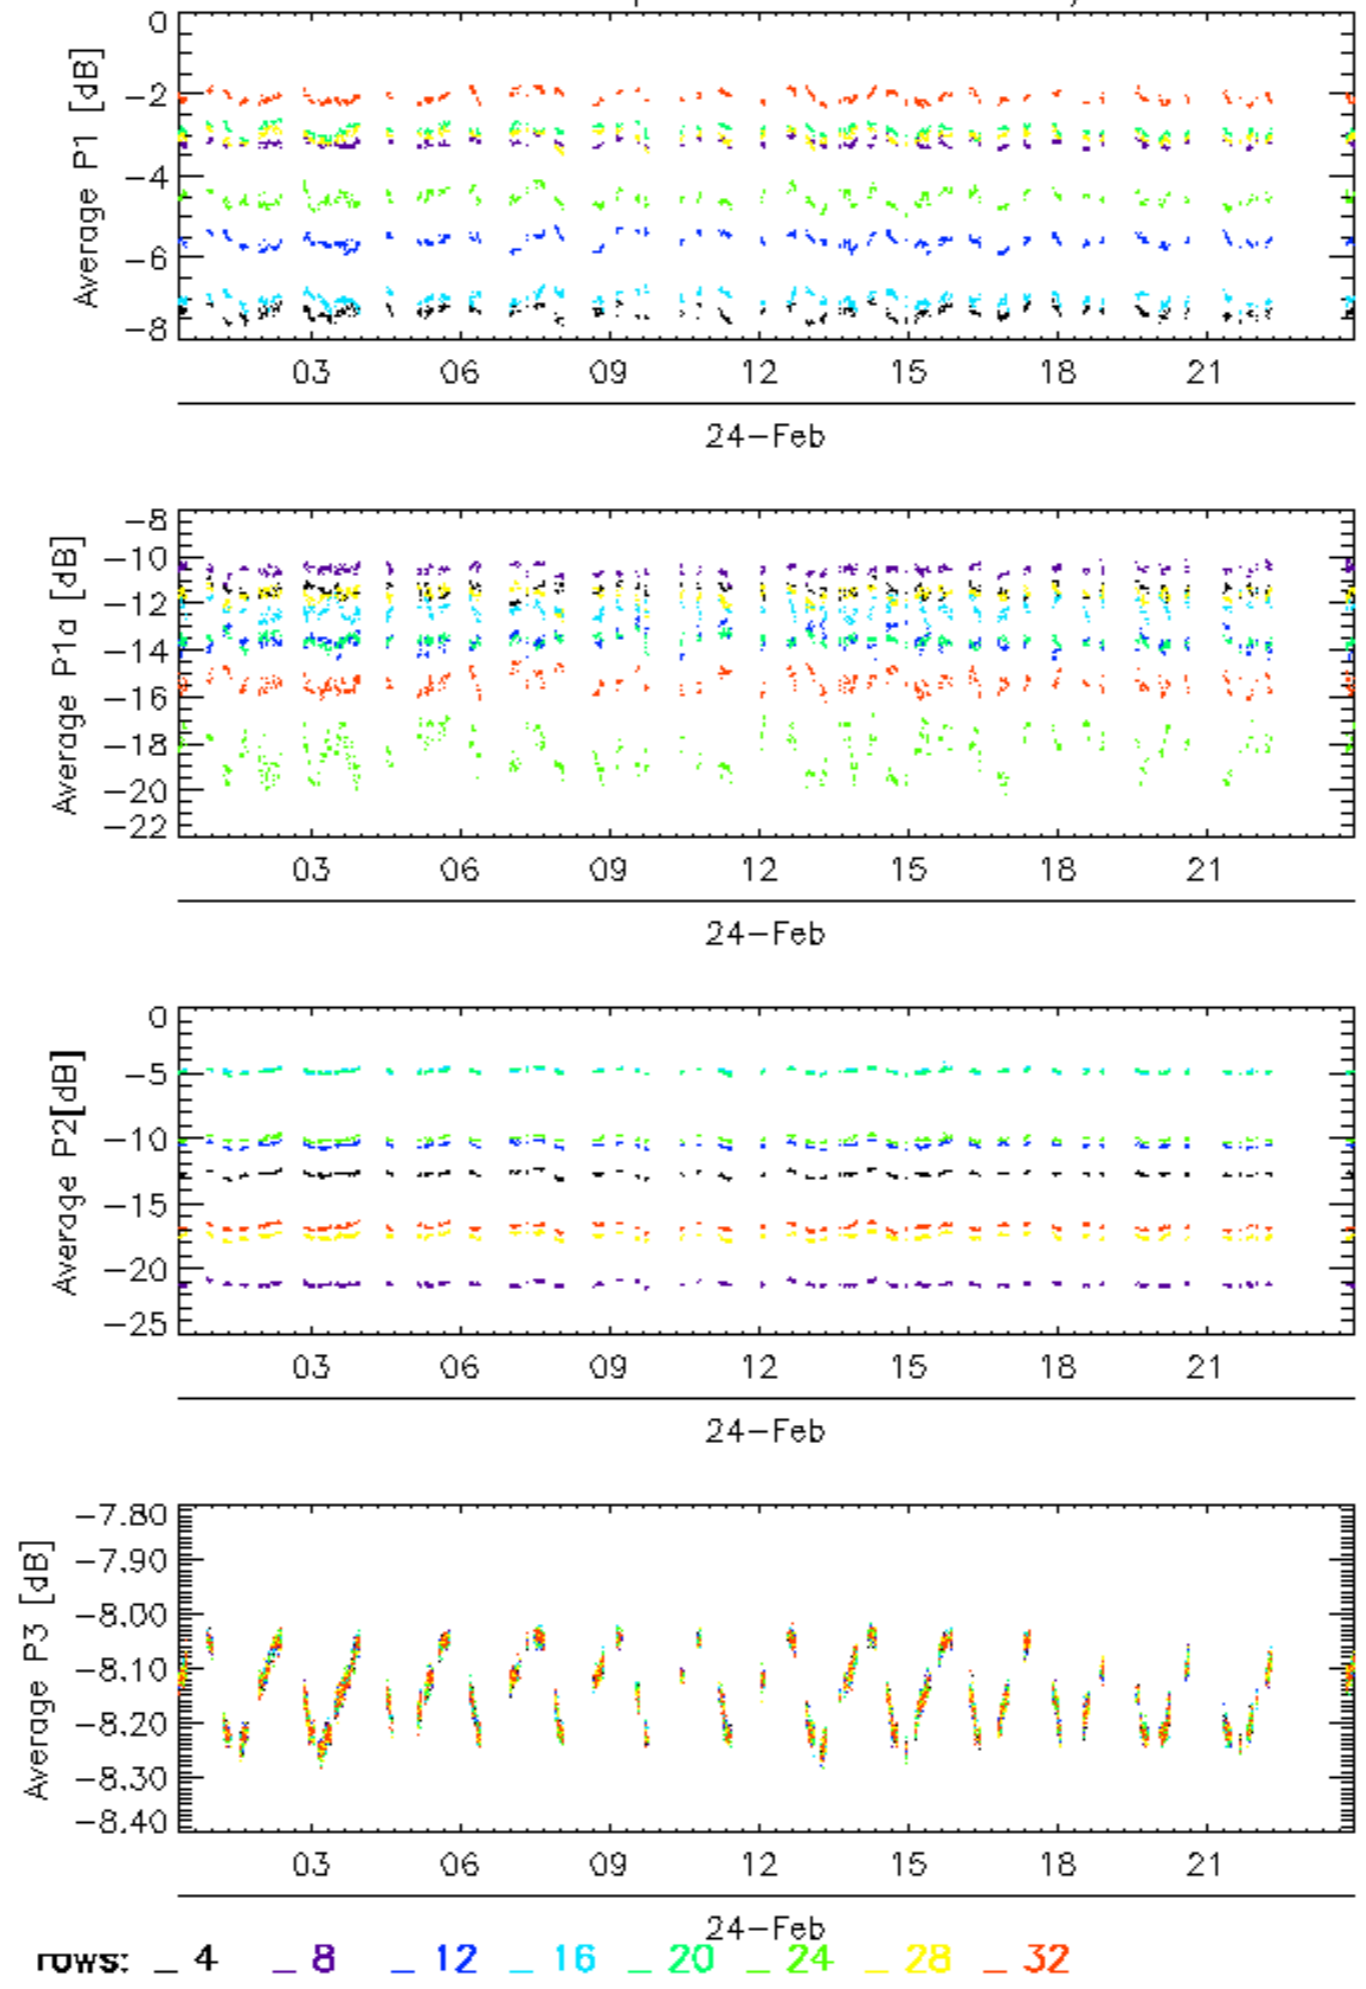 0
-2
-4
-6
-8
Average P1 [dB]
03 06 09 12 15 18 21
24-Feb
-8
-10
-12
-14
-16
-18
-20
-22
Average P1a [dB]
03 06 09 12 15 18 21
24-Feb
0
-5
-10
-15
-20
-25
Average P2[dB]
03 06 09 12 15 18 21
24-Feb
-7.80
-7.90
-8.00
-8.10
-8.20
-8.30
-8.40
Average P3 [dB]
03 06 09 12 15 18 21
24-Feb
rows: _ 4 _ 8 _ 12 _ 16 _ 20 _ 24 _ 28 _ 32